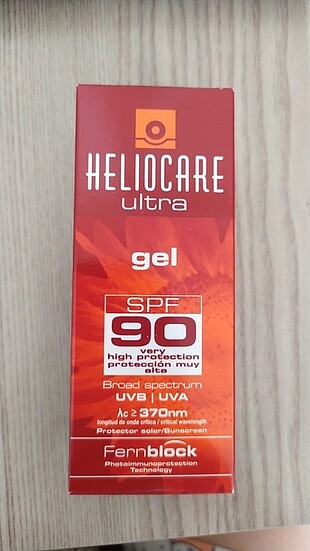 HELIOCARE
ultra
gel
SPF
90
very
high protection
protección muy
alta
Broad spectrum
UVB | UVA
λc ≥ 370nm
longitud de onda crítica / critical wavelength
Protector solar/Sunscreen
Fernblock
Photoimmunoprotection
Technology